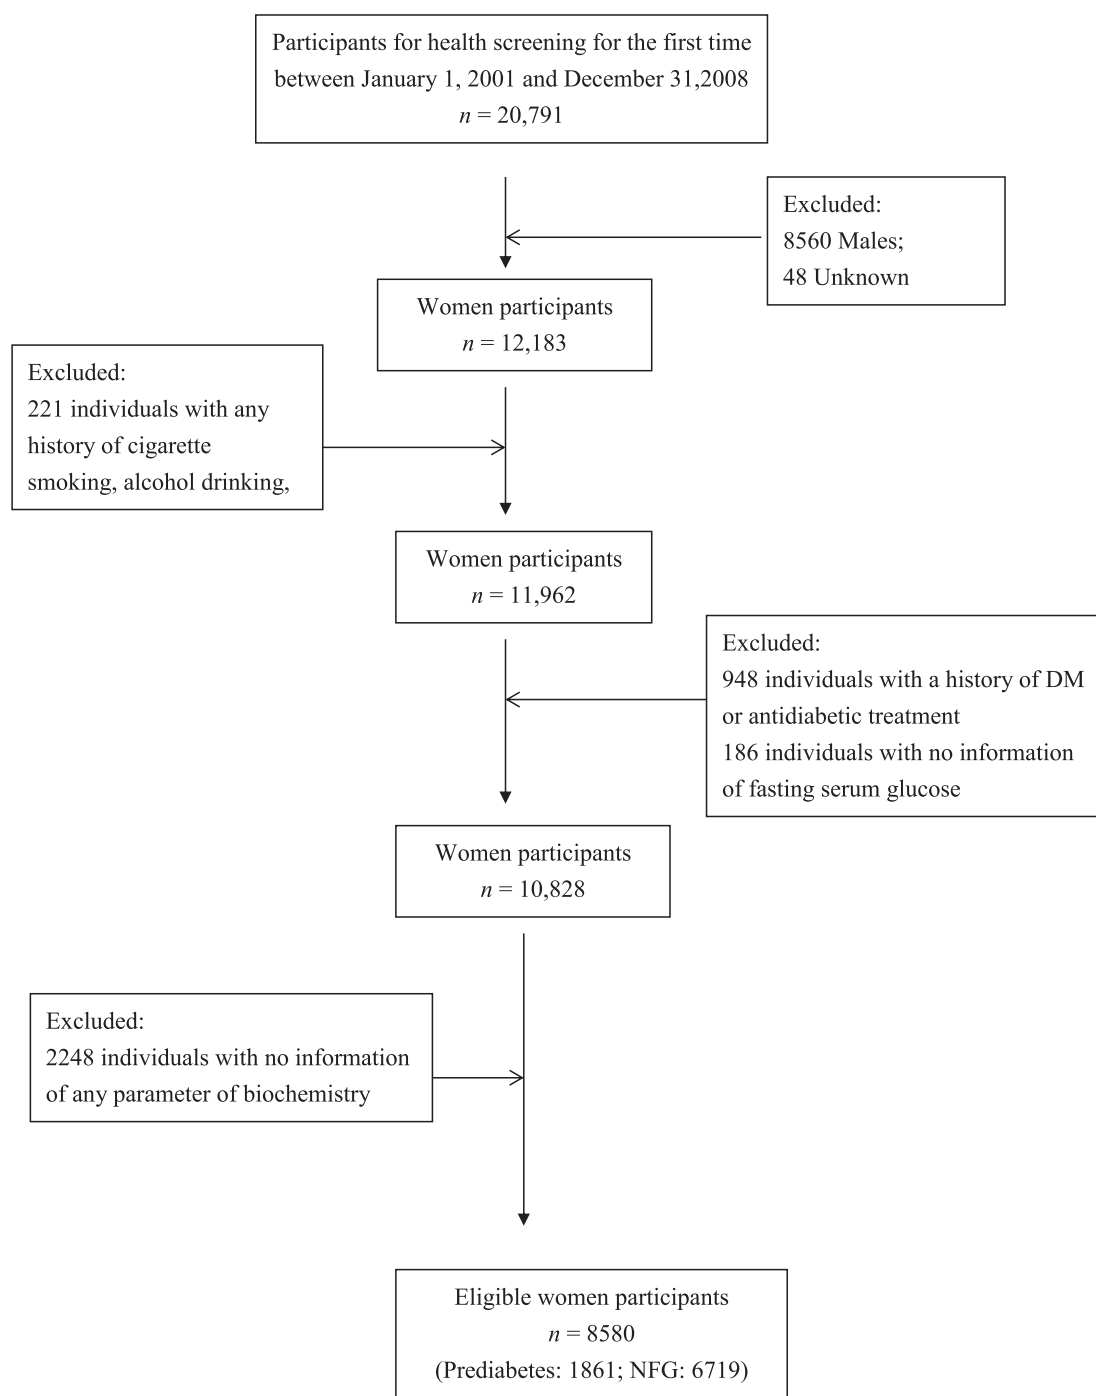 Participants for health screening for the first time
between January 1, 2001 and December 31,2008
n = 20,791
Excluded:
8560 Males;
48 Unknown
Women participants
n = 12,183
Excluded:
221 individuals with any
history of cigarette
smoking, alcohol drinking,
Women participants
n = 11,962
Excluded:
948 individuals with a history of DM
or antidiabetic treatment
186 individuals with no information
of fasting serum glucose
Women participants
n = 10,828
Excluded:
2248 individuals with no information
of any parameter of biochemistry
Eligible women participants
n = 8580
(Prediabetes: 1861; NFG: 6719)